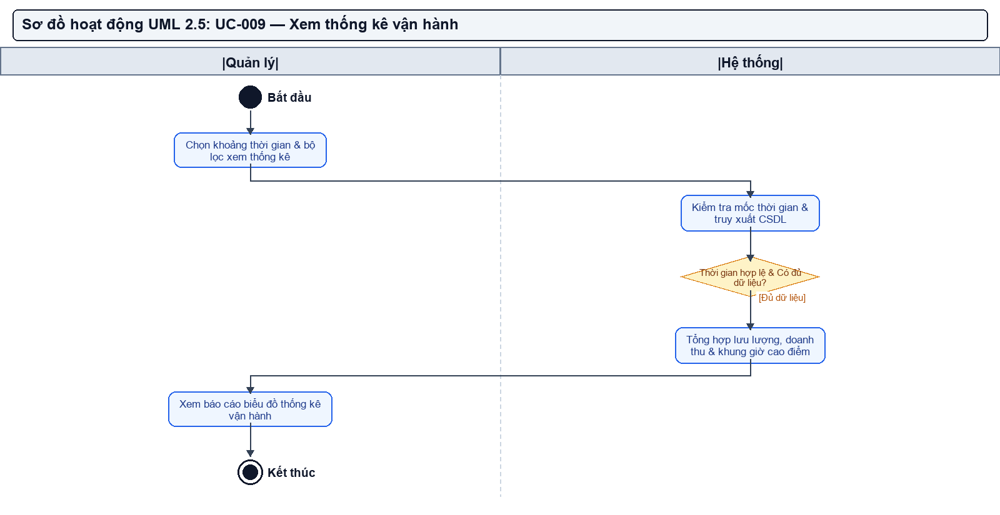 Sơ đồ hoạt động UML 2.5: UC-009 — Xem thống kê vận hành
|Quản lý|
|Hệ thống|
Bắt đầu
Chọn khoảng thời gian & bộ
lọc xem thống kê
Kiểm tra mốc thời gian &
truy xuất CSDL
Thời gian hợp lệ & Có đủ
dữ liệu?
[Đủ dữ liệu]
Tổng hợp lưu lượng, doanh
thu & khung giờ cao điểm
Xem báo cáo biểu đồ thống kê
vận hành
Kết thúc